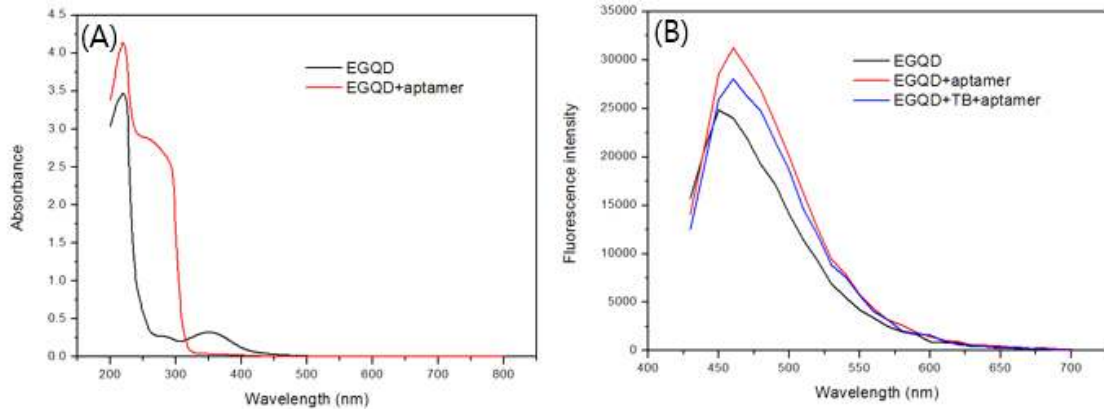 (A)
EGQD
EGQD+aptamer
4.5
4.0
3.5
3.0
2.5
2.0
1.5
1.0
0.5
0.0
Absorbance
200 300 400 500 600 700 800
Wavelength (nm)
(B)
EGQD
EGQD+aptamer
EGQD+TB+aptamer
35000
30000
25000
20000
15000
10000
5000
0
Fluorescence intensity
400 450 500 550 600 650 700
Wavelength (nm)